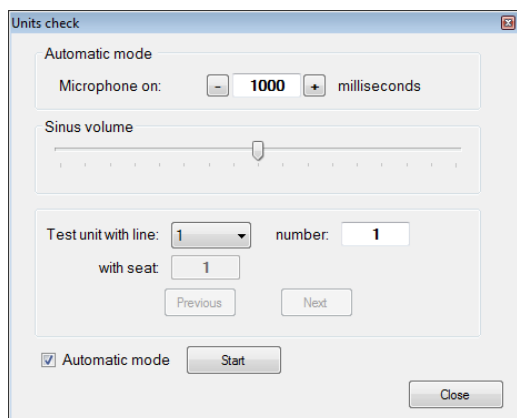 Units check
Automatic mode
Microphone on: - 1000 + milliseconds
Sinus volume
Test unit with line: 1 number: 1
with seat: 1
Previous Next
Automatic mode Start
Close